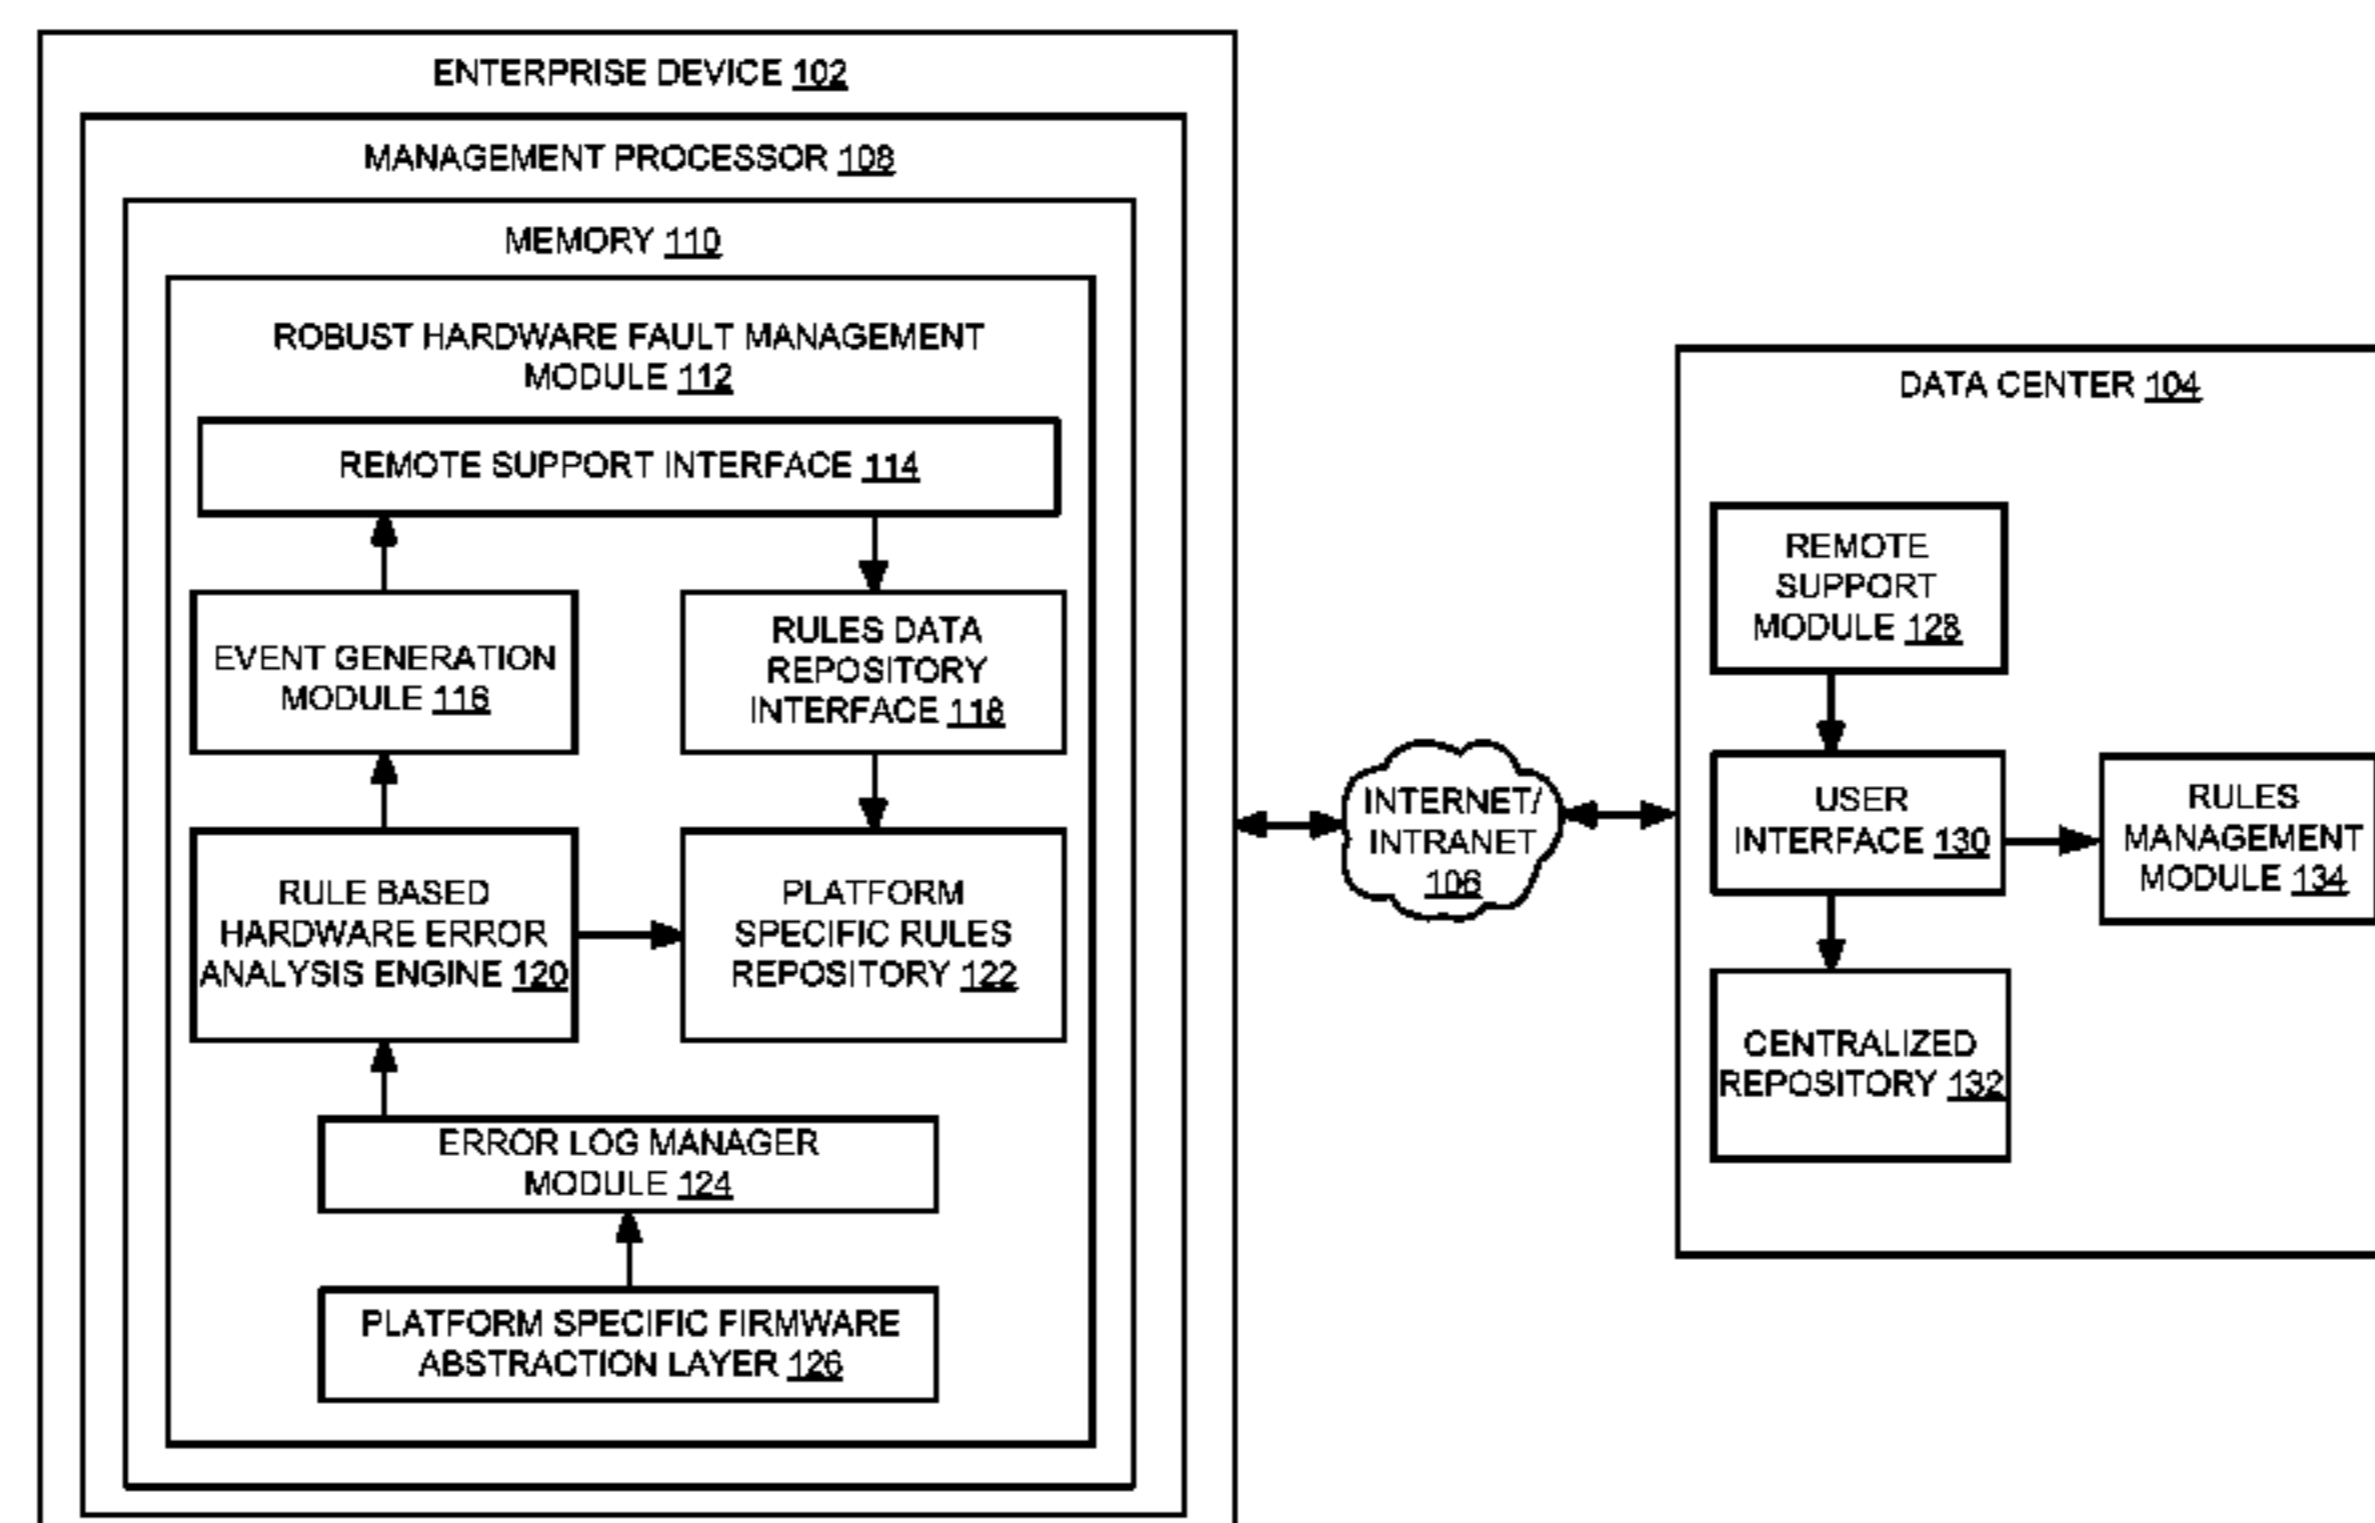 ENTERPRISE DEVICE 102
MANAGEMENT PROCESSOR 108
MEMORY 110
ROBUST HARDWARE FAULT MANAGEMENT
MODULE 112
REMOTE SUPPORT INTERFACE 114
EVENT GENERATION
MODULE 116
RULES DATA
REPOSITORY
INTERFACE 118
RULE BASED
HARDWARE ERROR
ANALYSIS ENGINE 120
PLATFORM
SPECIFIC RULES
REPOSITORY 122
ERROR LOG MANAGER
MODULE 124
PLATFORM SPECIFIC FIRMWARE
ABSTRACTION LAYER 126
INTERNET/
INTRANET
106
DATA CENTER 104
REMOTE
SUPPORT
MODULE 128
USER
INTERFACE 130
RULES
MANAGEMENT
MODULE 134
CENTRALIZED
REPOSITORY 132